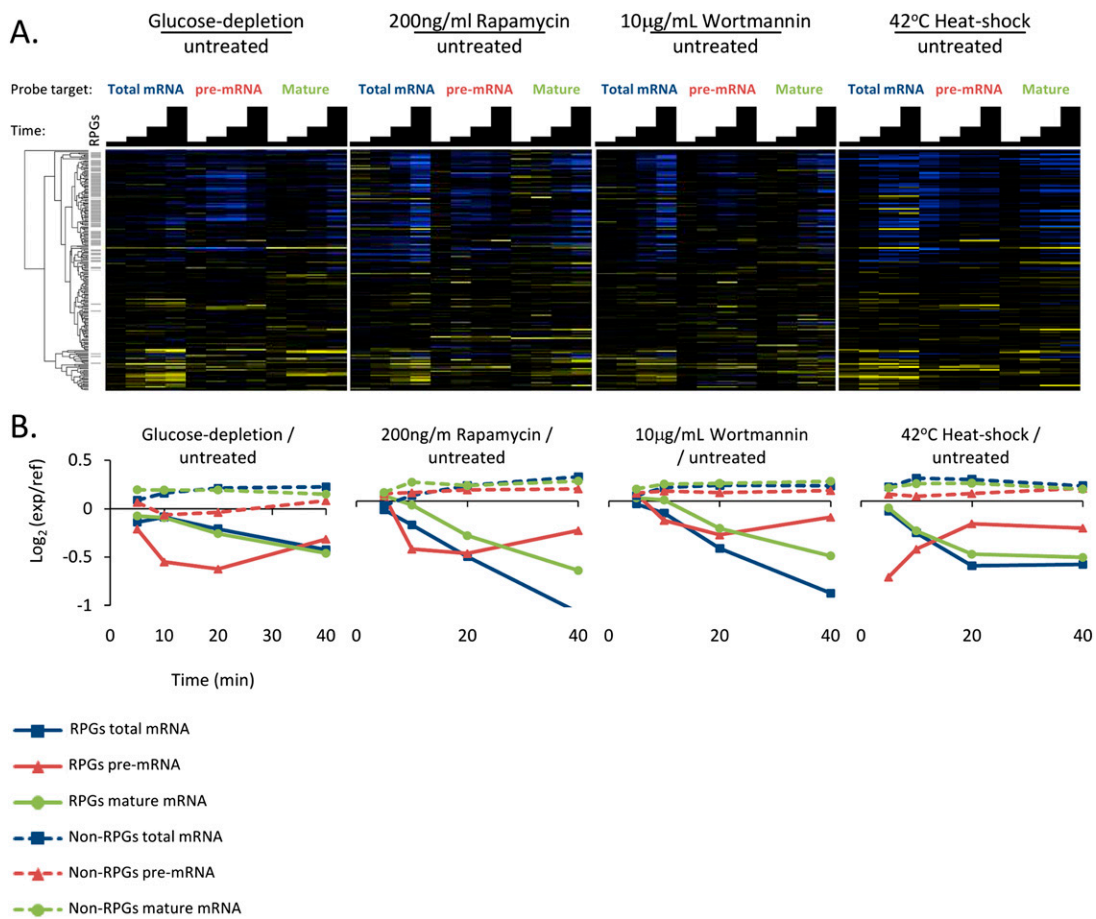 A.
Glucose-depletion
untreated
200ng/ml Rapamycin
untreated
10µg/mL Wortmannin
untreated
42°C Heat-shock
untreated
Probe target: Total mRNA pre-mRNA Mature Total mRNA pre-mRNA Mature Total mRNA pre-mRNA Mature Total mRNA pre-mRNA Mature
Time:
RPGs
B.
Glucose-depletion /
untreated
200ng/m Rapamycin /
untreated
10µg/mL Wortmannin
/ untreated
42°C Heat-shock /
untreated
Log2 (exp/ref)
0.5
0
-0.5
-1
0 10 20 30 40
0 20 40
0 20 40
0 20 40
Time (min)
RPGs total mRNA
RPGs pre-mRNA
RPGs mature mRNA
Non-RPGs total mRNA
Non-RPGs pre-mRNA
Non-RPGs mature mRNA